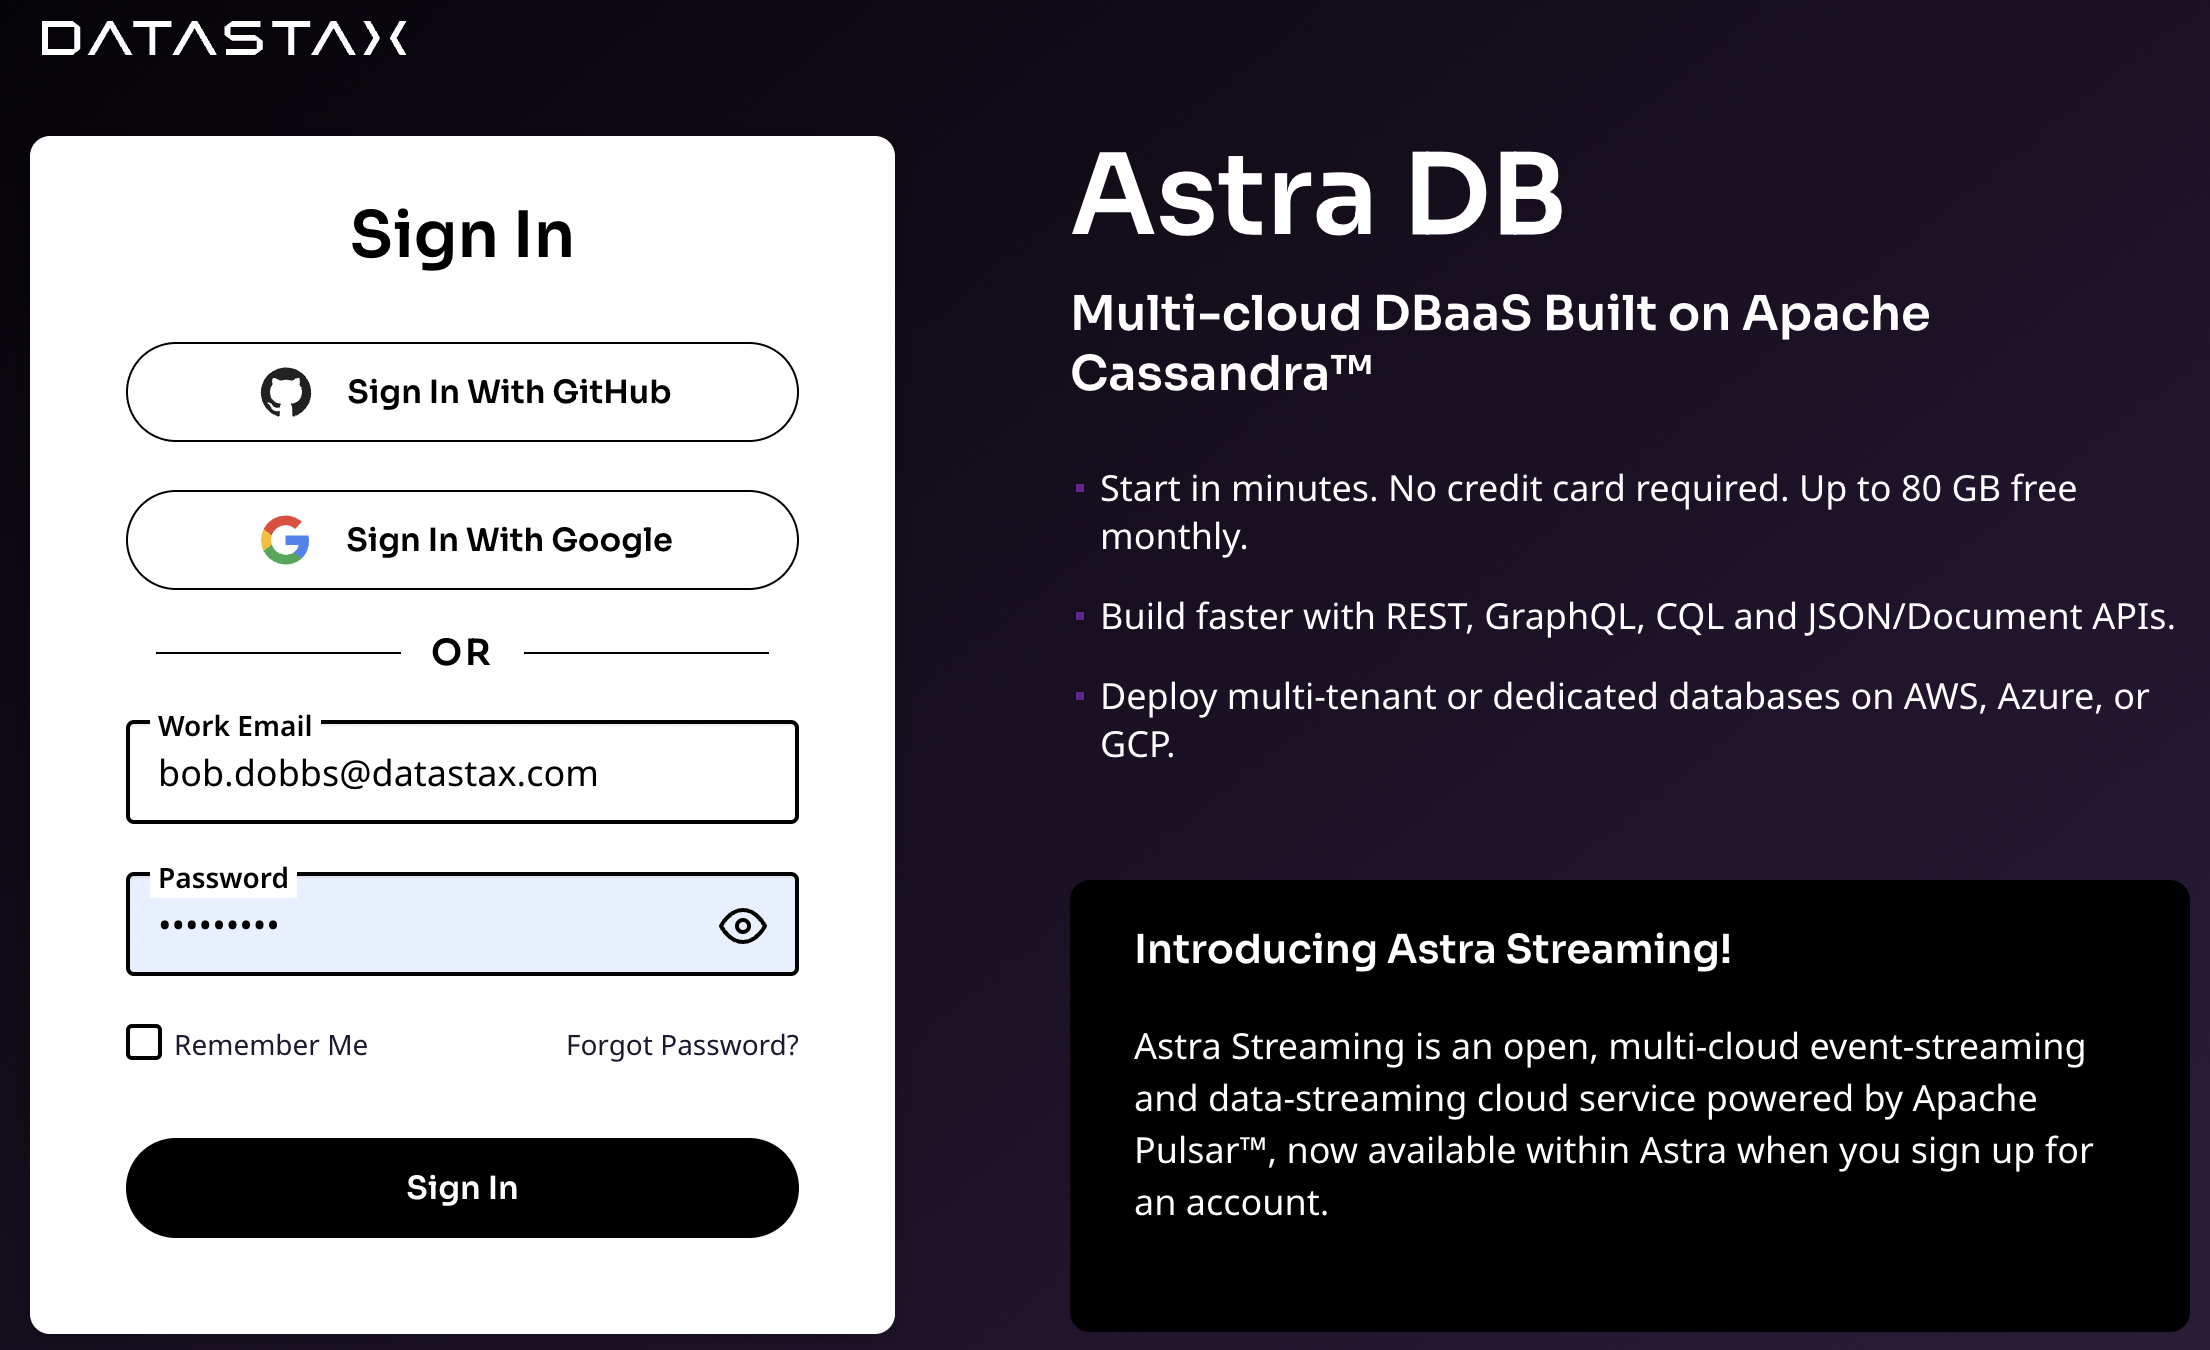 DATASTAX
Sign In
Sign In With GitHub
Sign In With Google
OR
Work Email
bob.dobbs@datastax.com
Password
•••••••••
Remember Me
Forgot Password?
Sign In
Astra DB
Multi-cloud DBaaS Built on Apache
Cassandra™
Start in minutes. No credit card required. Up to 80 GB free
monthly.
Build faster with REST, GraphQL, CQL and JSON/Document APIs.
Deploy multi-tenant or dedicated databases on AWS, Azure, or
GCP.
Introducing Astra Streaming!
Astra Streaming is an open, multi-cloud event-streaming
and data-streaming cloud service powered by Apache
Pulsar™, now available within Astra when you sign up for
an account.